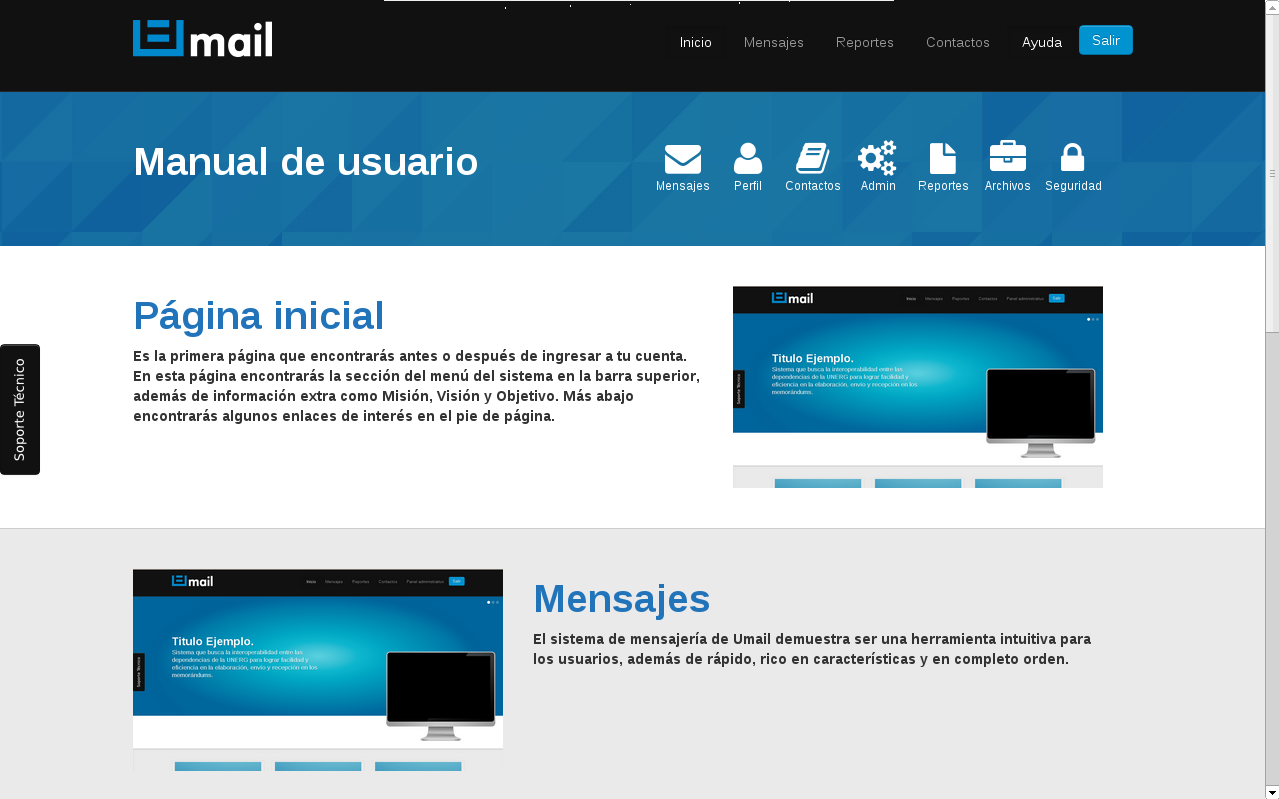 Umail
Inicio Mensajes Reportes Contactos Ayuda Salir
Manual de usuario
Mensajes Perfil Contactos Admin Reportes Archivos Seguridad
Página inicial
Es la primera página que encontrarás antes o después de ingresar a tu cuenta.
En esta página encontrarás la sección del menú del sistema en la barra superior,
además de información extra como Misión, Visión y Objetivo. Más abajo
encontrarás algunos enlaces de interés en el pie de página.
Soporte Técnico
Umail
Inicio Mensajes Reportes Contactos Panel administrativo Salir
Titulo Ejemplo.
Sistema que busca la interoperabilidad entre las
dependencias de la UNERG para lograr facilidad y
eficiencia en la elaboración, envío y recepción en los
memorándums.
Soporte Técnico
Umail
Inicio Mensajes Reportes Contactos Panel administrativo Salir
Titulo Ejemplo.
Sistema que busca la interoperabilidad entre las
dependencias de la UNERG para lograr facilidad y
eficiencia en la elaboración, envío y recepción en los
memorándums.
Soporte Técnico
Mensajes
El sistema de mensajería de Umail demuestra ser una herramienta intuitiva para
los usuarios, además de rápido, rico en características y en completo orden.